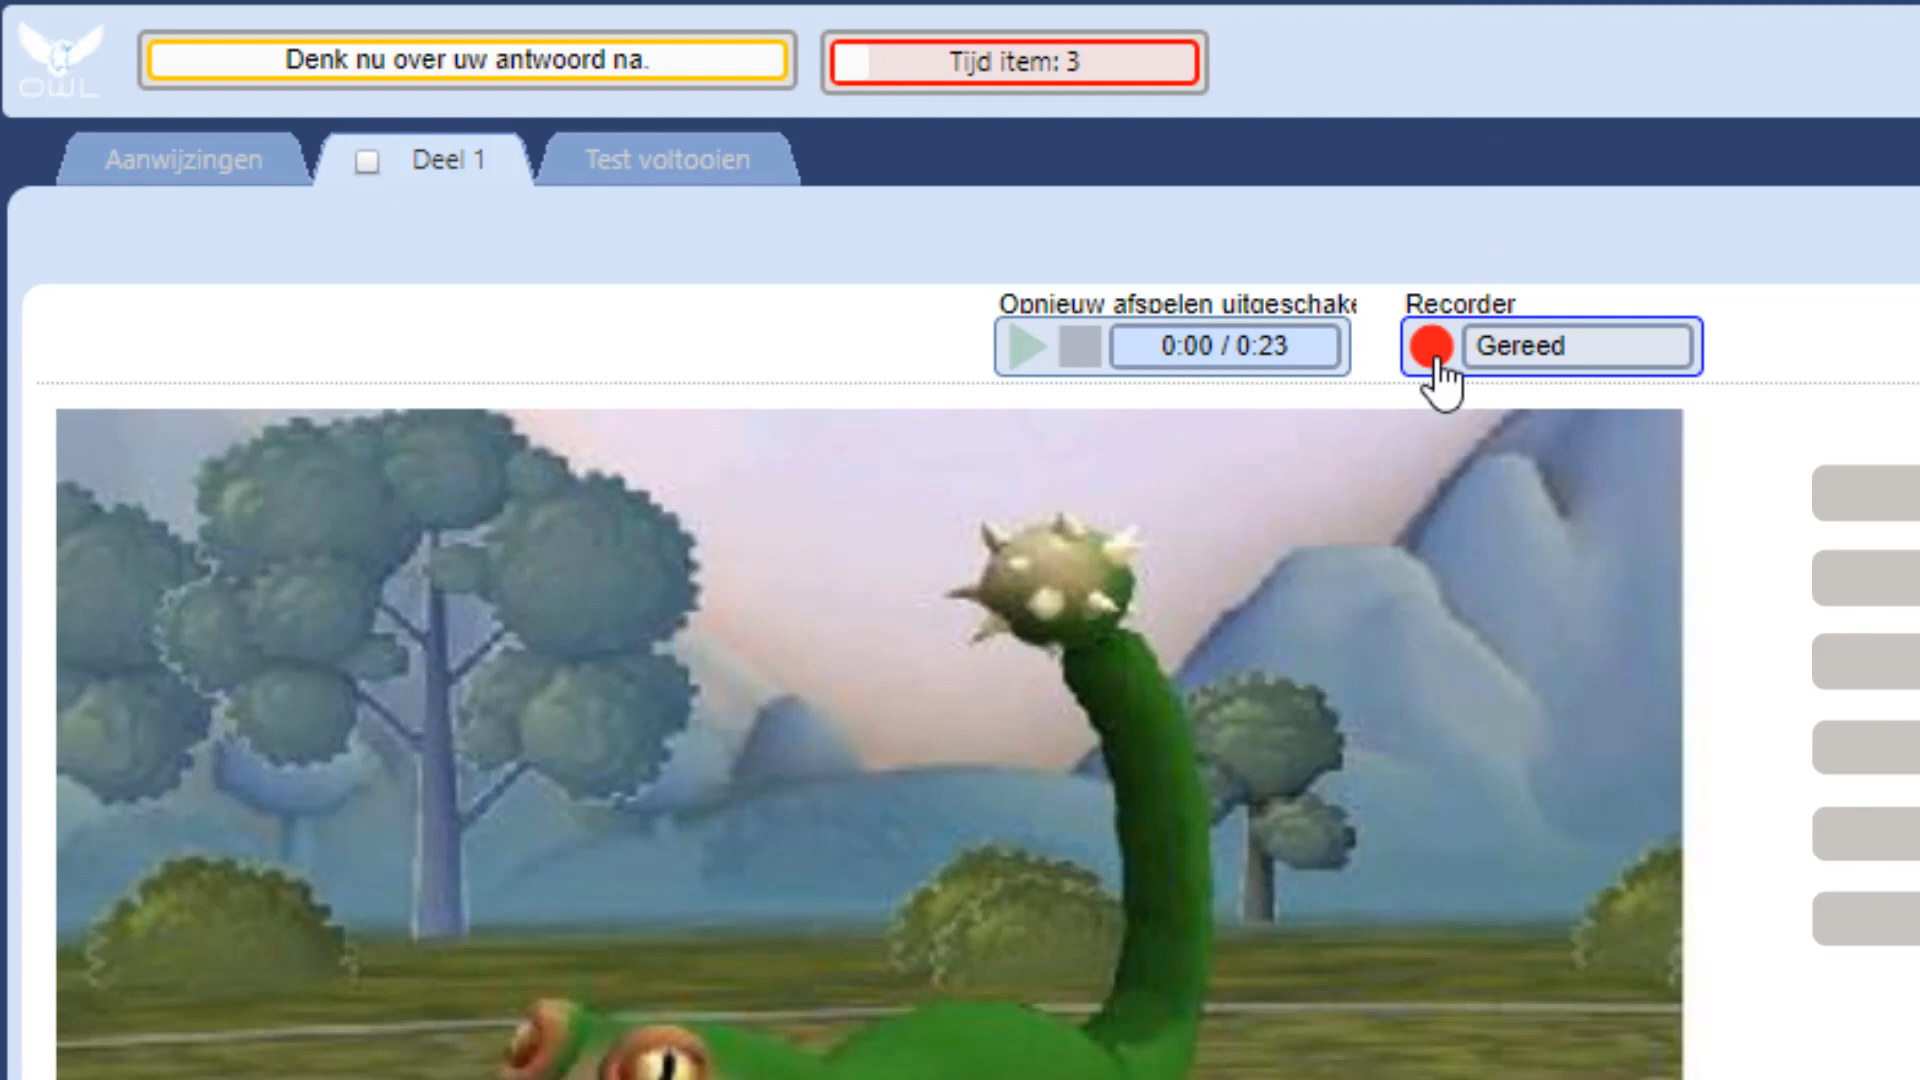 OWL
Denk nu over uw antwoord na.
Tijd item: 3
Aanwijzingen
Deel 1
Test voltooien
Opnieuw afspelen uitgeschake
Recorder
0:00 / 0:23
Gereed